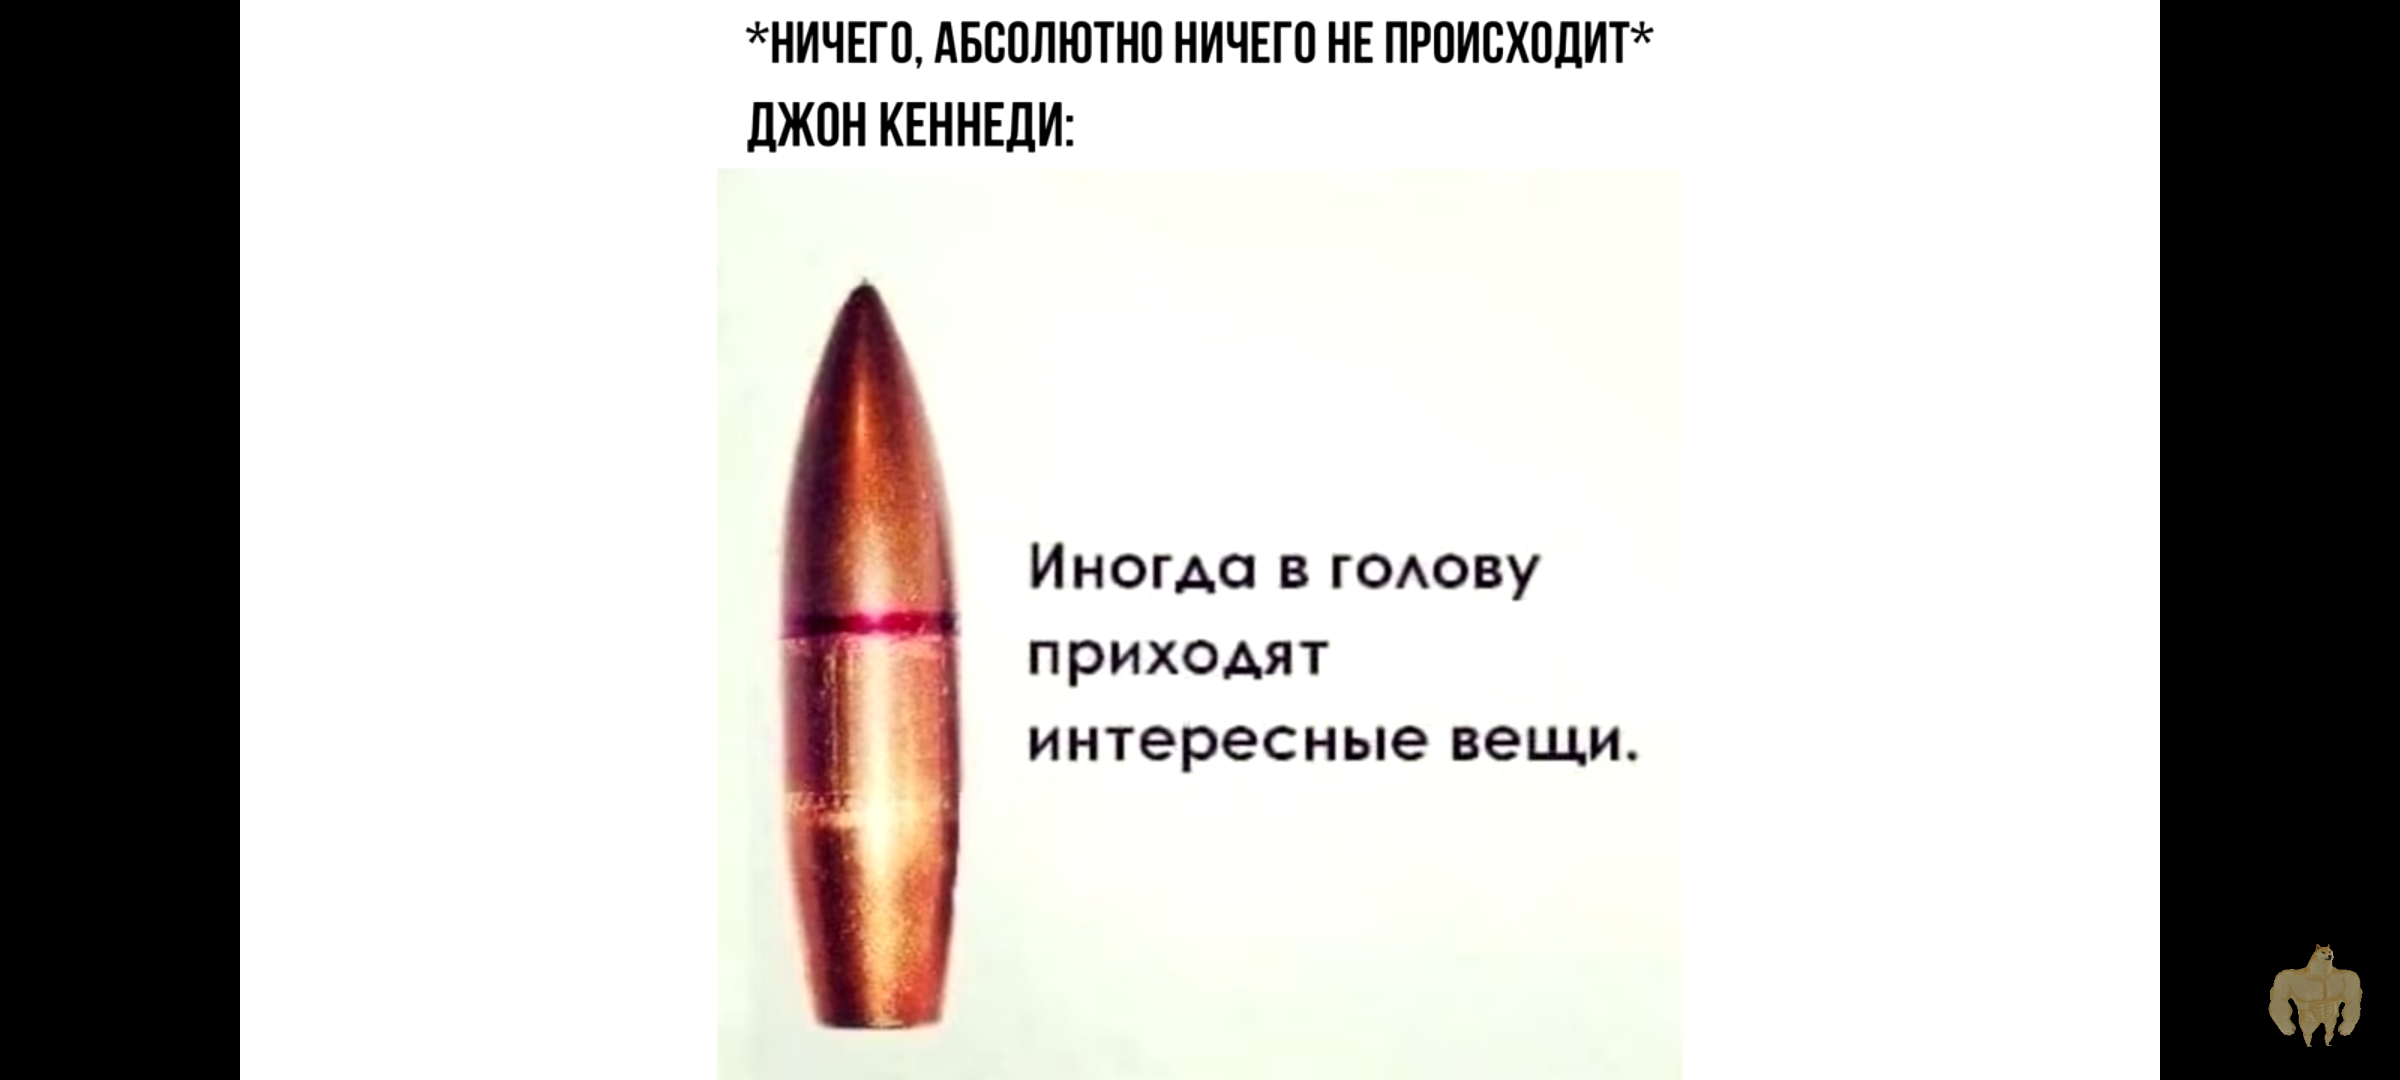 *НИЧЕГО, АБСОЛЮТНО НИЧЕГО НЕ ПРОИСХОДИТ*
ДЖОН КЕННЕДИ:
Иногда в голову
приходят
интересные вещи.